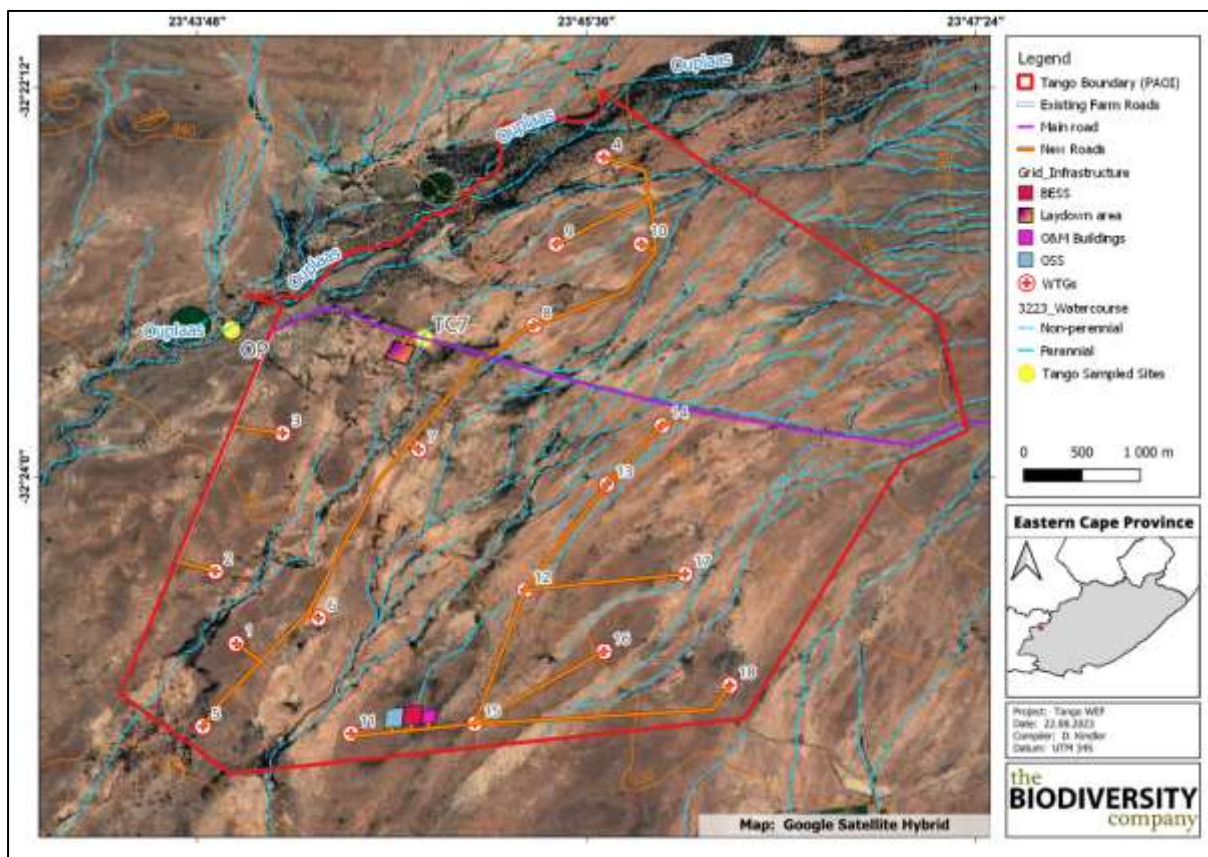 23°43'48"
23°45'36"
23°47'24"
-32°22'12"
-32°24'0"
Ouplaas
Ouplaas
Ouplaas
Ouplaas
OP
TC7
4
9
10
8
3
7
14
13
2
12
17
6
1
16
18
5
11
15
Map: Google Satellite Hybrid
Legend
Tango Boundary (PAOI)
Existing Farm Roads
Main road
New Roads
Grid_Infrastructure
BESS
Laydown area
O&M Buildings
OSS
WTGs
3223_Watercourse
Non-perennial
Perennial
Tango Sampled Sites
0 500 1 000 m
Eastern Cape Province
Project: Tango WEF
Date: 22.08.2023
Compiler: D. Kindler
Datum: UTM 34S
the
BIODIVERSITY
company